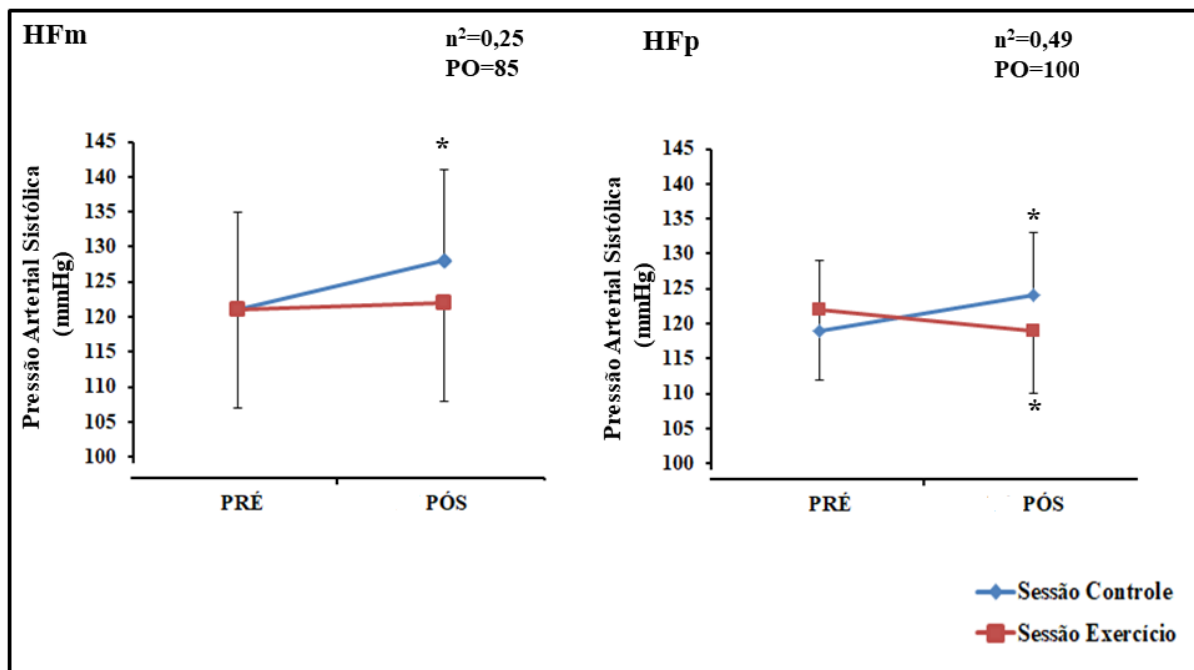 HFm
n²=0,25
PO=85
Pressão Arterial Sistólica
(mmHg)
145
140
135
130
125
120
115
110
105
100
*
PRÉ
PÓS
HFp
n²=0,49
PO=100
Pressão Arterial Sistólica
(mmHg)
145
140
135
130
125
120
115
110
105
100
*
*
PRÉ
PÓS
Sessão Controle
Sessão Exercício